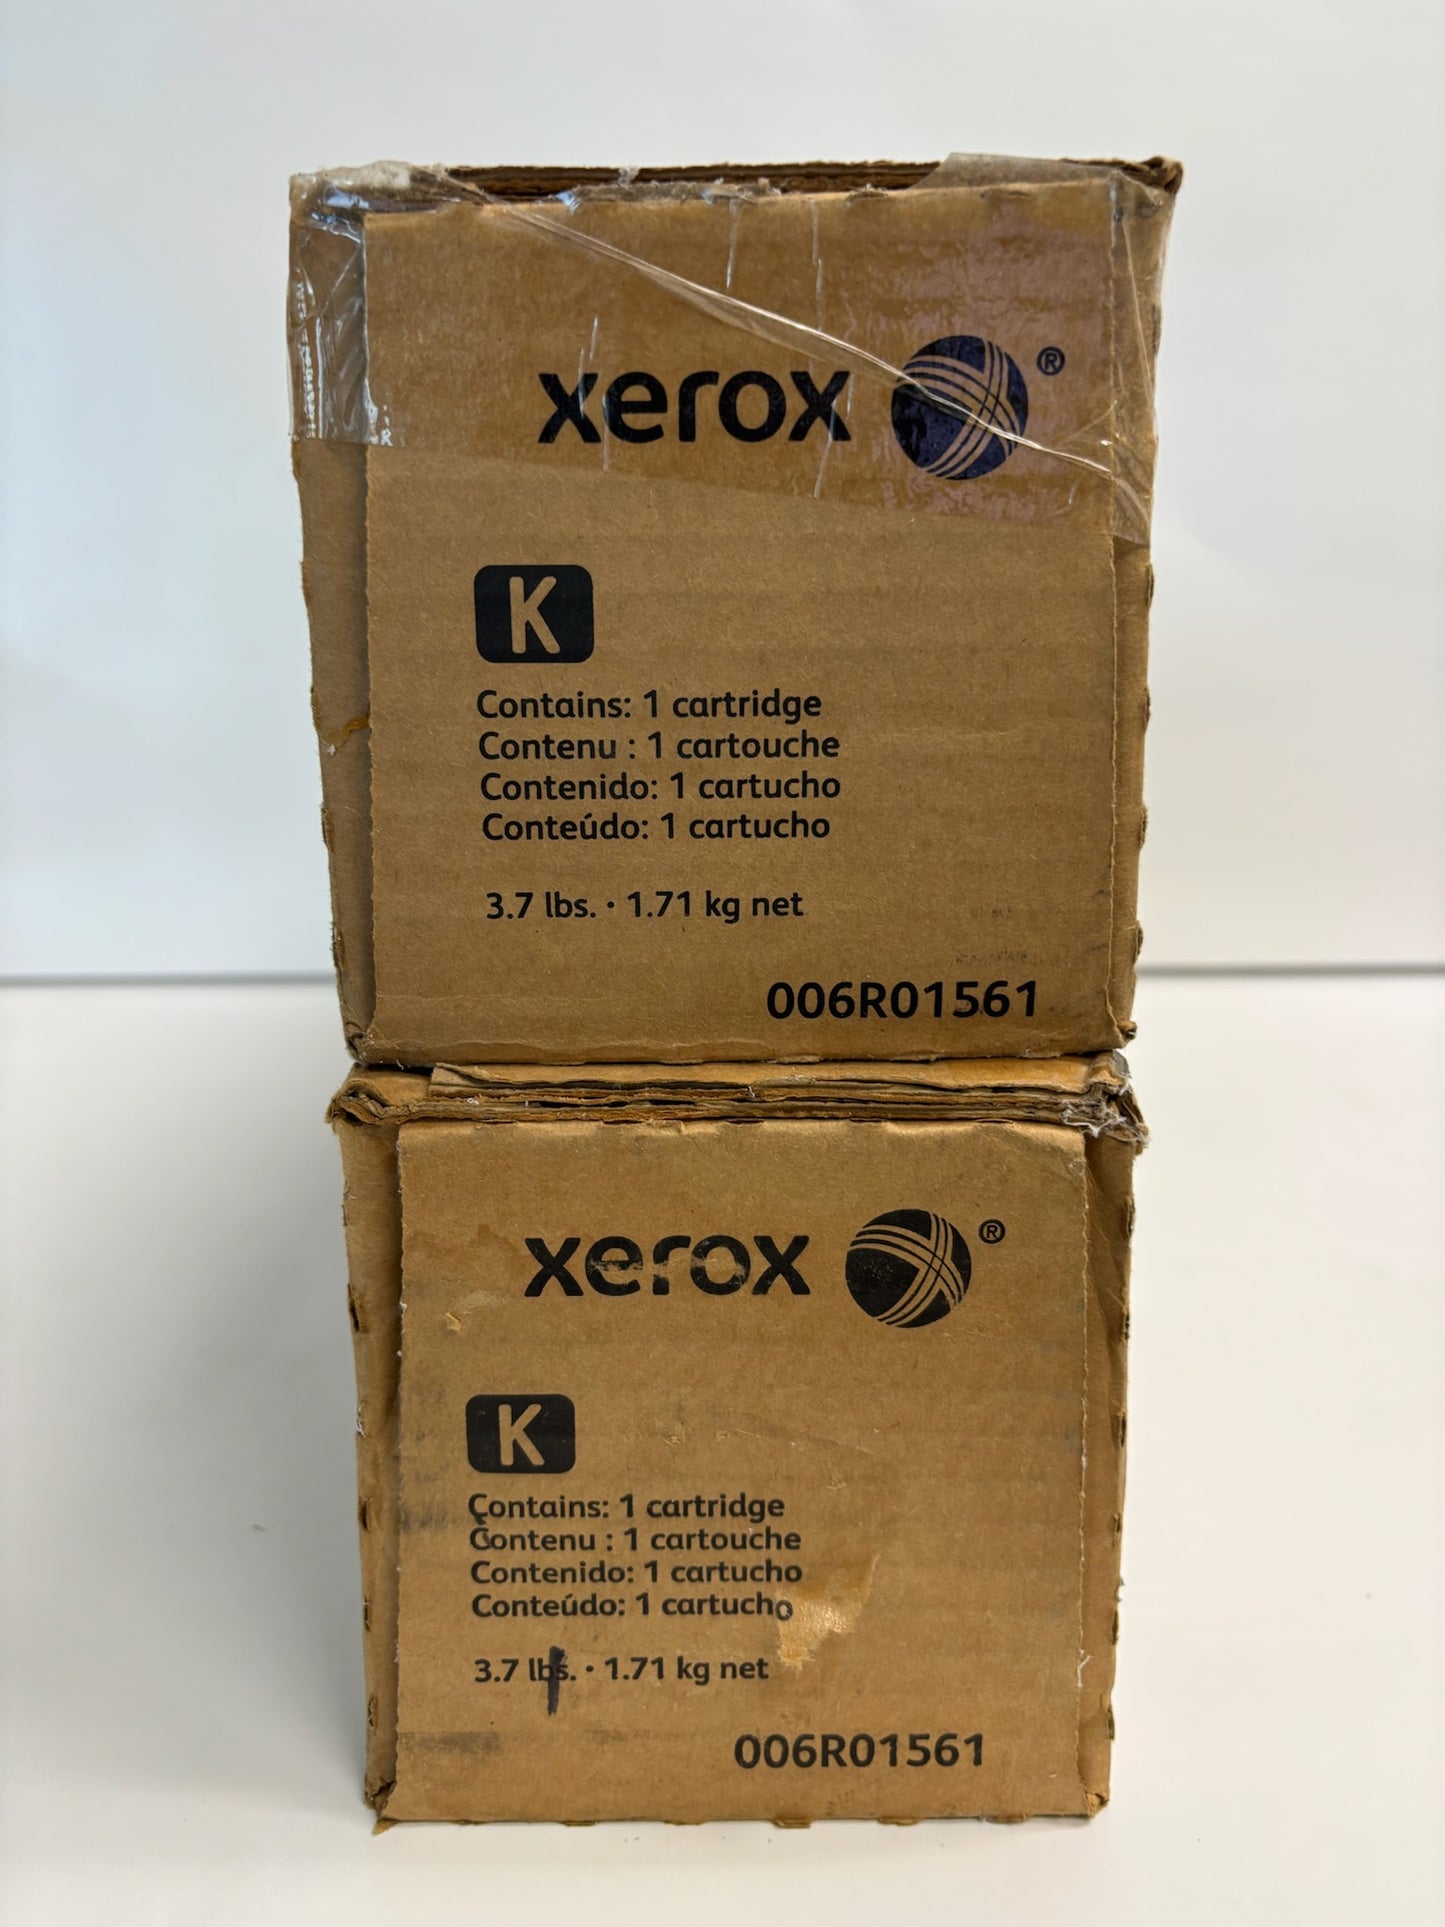 xerox ®
K
Contains: 1 cartridge
Contenu : 1 cartouche
Contenido: 1 cartucho
Conteúdo: 1 cartucho
3.7 lbs. · 1.71 kg net
006R01561
xerox ®
K
Contains: 1 cartridge
Contenu : 1 cartouche
Contenido: 1 cartucho
Conteúdo: 1 cartucho
3.7 lbs. · 1.71 kg net
006R01561